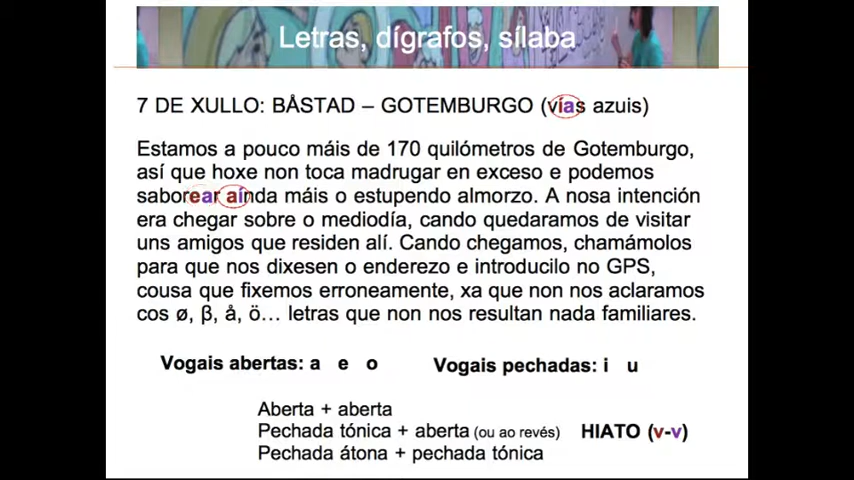 Letras, dígrafos, sílaba
7 DE XULLO: BÅSTAD – GOTEMBURGO (vías azuis)
Estamos a pouco máis de 170 quilómetros de Gotemburgo,
así que hoxe non toca madrugar en exceso e podemos
saborear aínda máis o estupendo almorzo. A nosa intención
era chegar sobre o mediodía, cando quedaramos de visitar
uns amigos que residen alí. Cando chegamos, chamámolos
para que nos dixesen o enderezo e introducilo no GPS,
cousa que fixemos erroneamente, xa que non nos aclaramos
cos ø, β, å, ö... letras que non nos resultan nada familiares.
Vogais abertas: a e o Vogais pechadas: i u
Aberta + aberta
Pechada tónica + aberta (ou ao revés) HIATO (v-v)
Pechada átona + pechada tónica